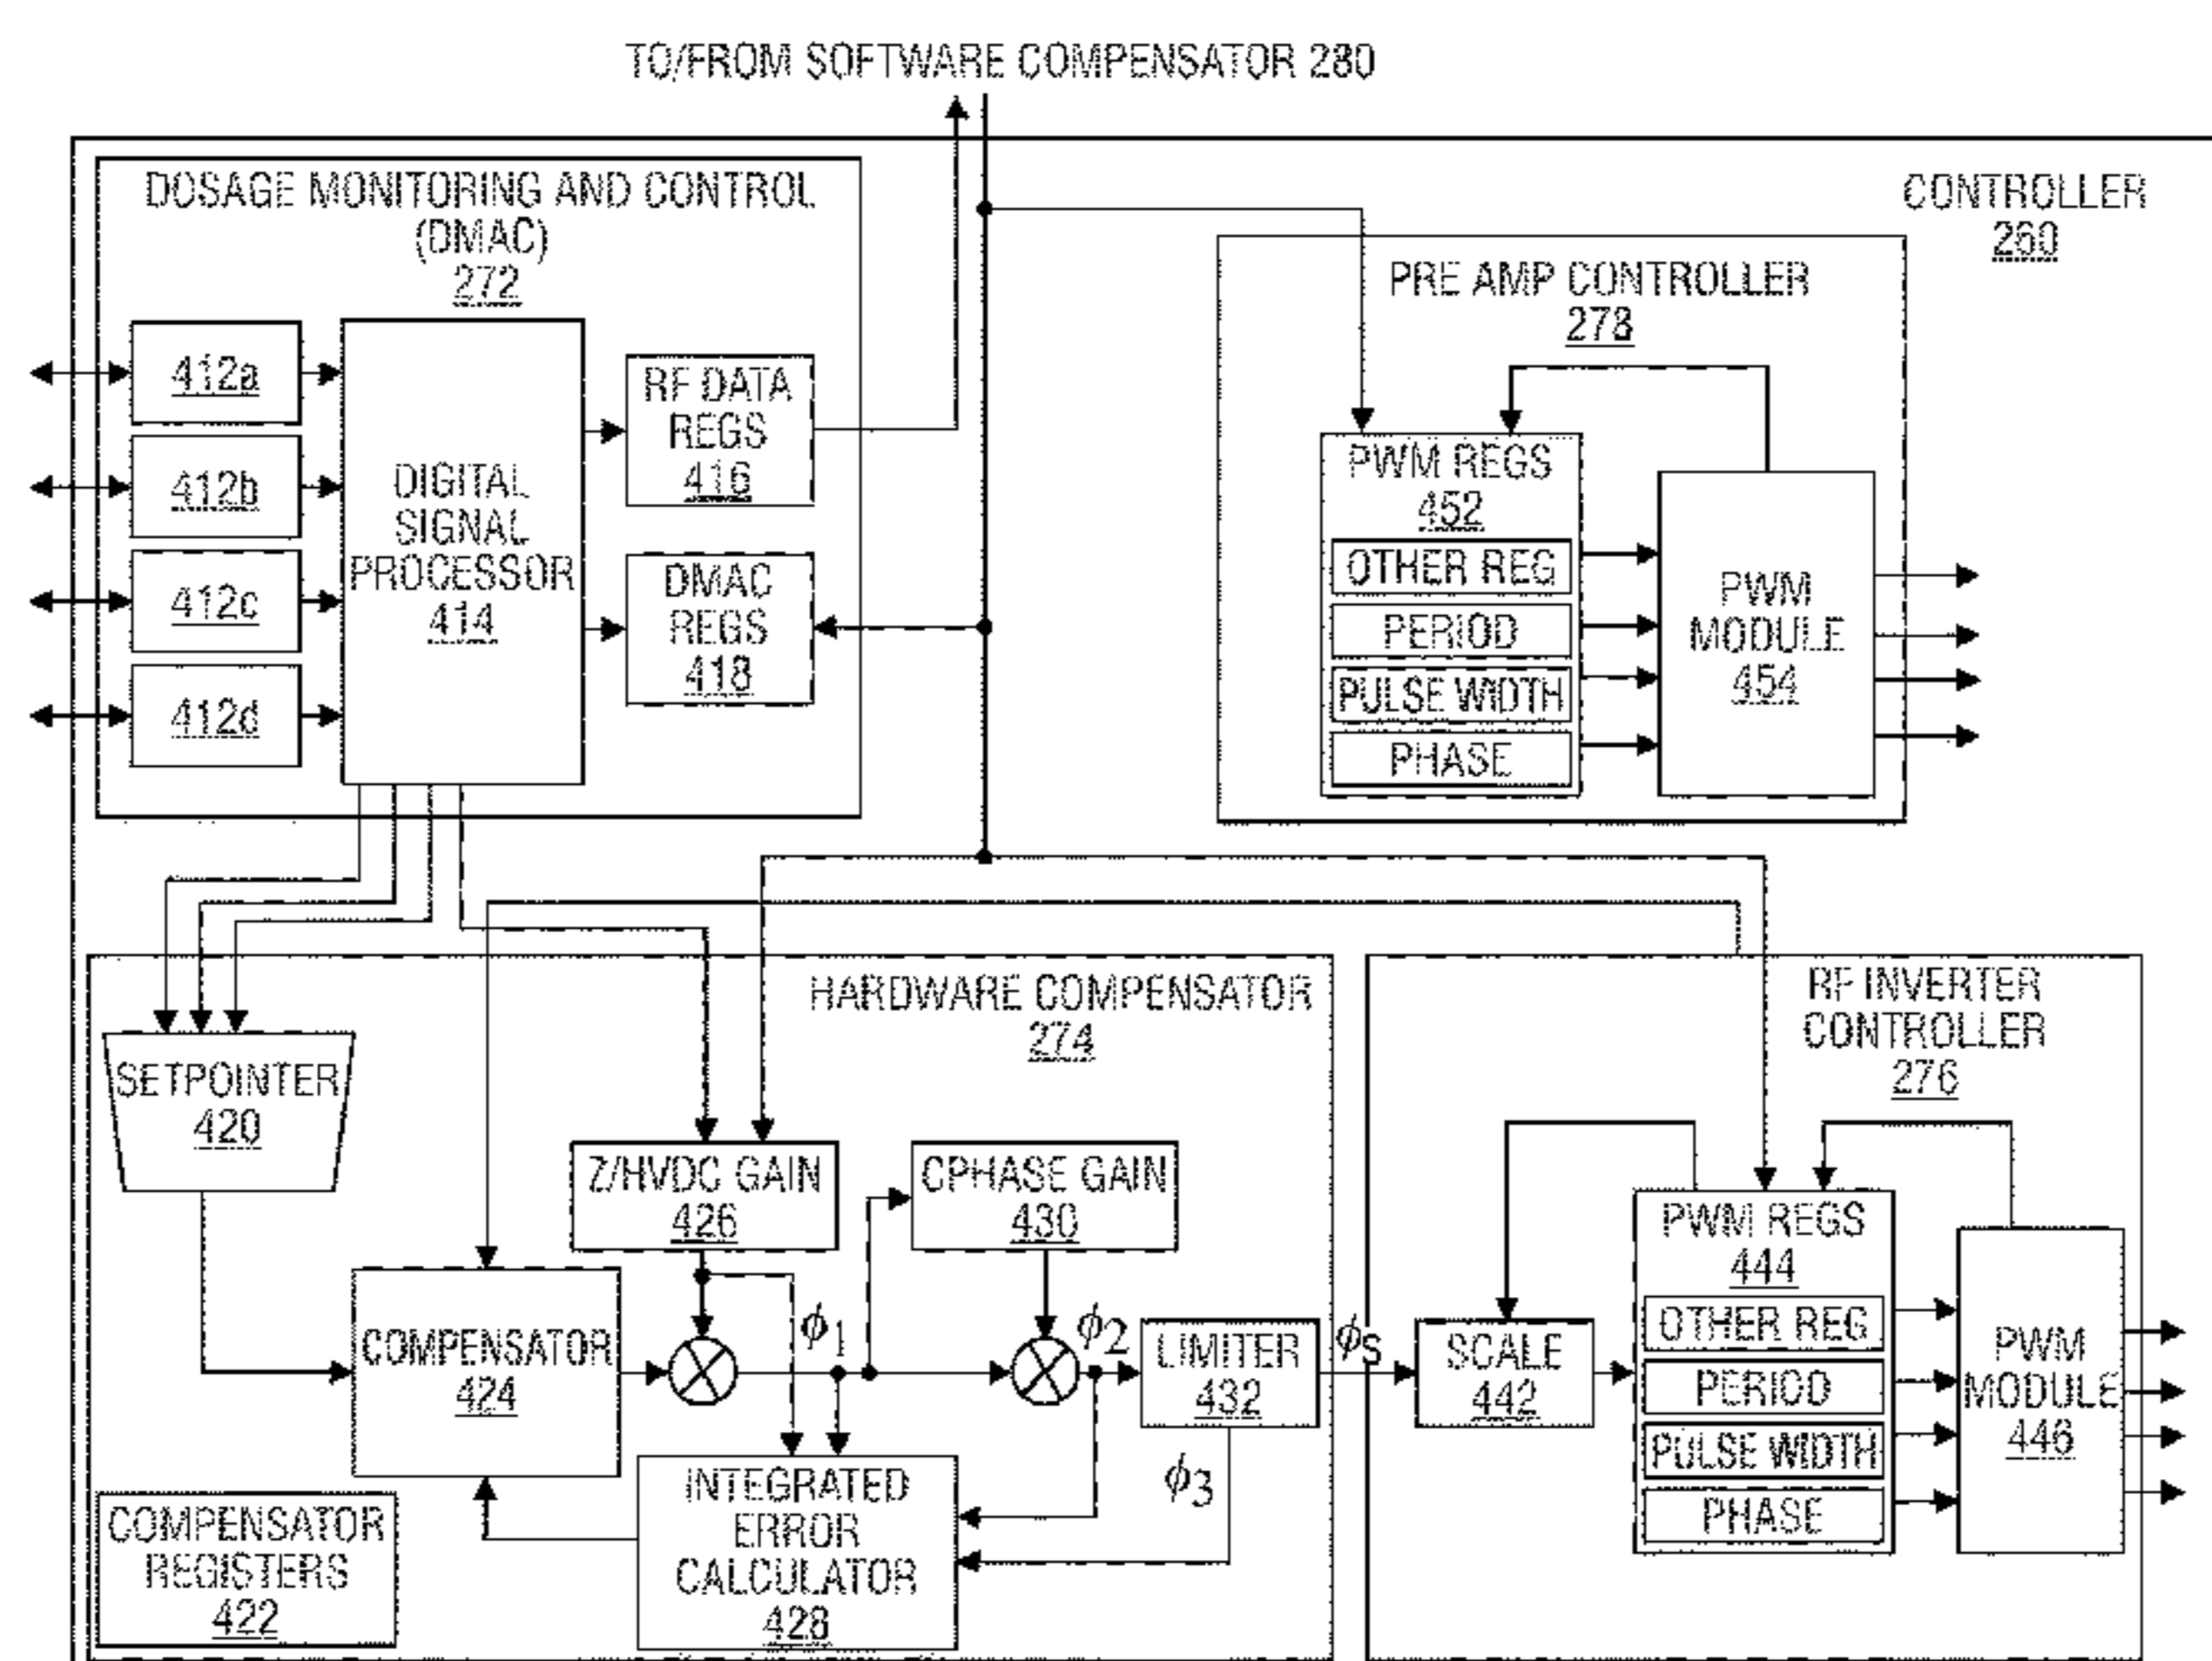 TO/FROM SOFTWARE COMPENSATOR 280
DOSAGE MONITORING AND CONTROL
(DMAC)
272
412a
412b
412c
412d
DIGITAL
SIGNAL
PROCESSOR
414
RF DATA
REGS
416
DMAC
REGS
418
CONTROLLER
260
PRE AMP CONTROLLER
278
PWM REGS
452
OTHER REG
PERIOD
PULSE WIDTH
PHASE
PWM
MODULE
454
HARDWARE COMPENSATOR
274
SETPOINTER
420
Z/HVDC GAIN
426
CPHASE GAIN
430
COMPENSATOR
424
ϕ1
ϕ2
LIMITER
432
ϕ3
INTEGRATED
ERROR
CALCULATOR
428
COMPENSATOR
REGISTERS
422
ϕS
RF INVERTER
CONTROLLER
276
SCALE
442
PWM REGS
444
OTHER REG
PERIOD
PULSE WIDTH
PHASE
PWM
MODULE
446